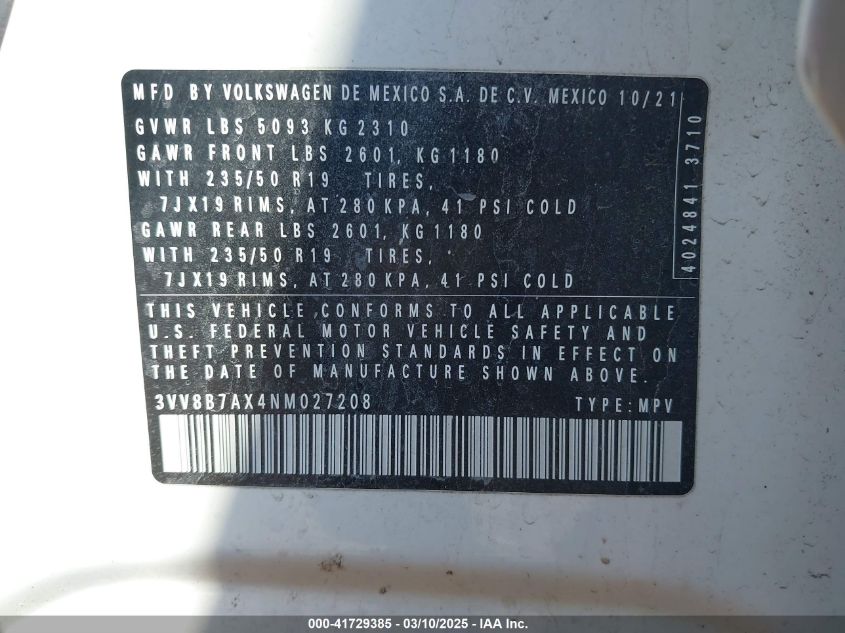 MFD BY VOLKSWAGEN DE MEXICO S.A. DE C.V. MEXICO 10/21
GVWR LBS 5093 KG 2310
GAWR FRONT LBS 2601, KG 1180
WITH 235/50 R19 TIRES,
7JX19 RIMS, AT 280 KPA, 41 PSI COLD
GAWR REAR LBS 2601, KG 1180
WITH 235/50 R19 TIRES,
7JX19 RIMS, AT 280 KPA, 41 PSI COLD
4024841 3710
THIS VEHICLE CONFORMS TO ALL APPLICABLE
U.S. FEDERAL MOTOR VEHICLE SAFETY AND
THEFT PREVENTION STANDARDS IN EFFECT ON
THE DATE OF MANUFACTURE SHOWN ABOVE.
3VV8B7AX4NM027208 TYPE: MPV
000-41729385 - 03/10/2025 - IAA Inc.